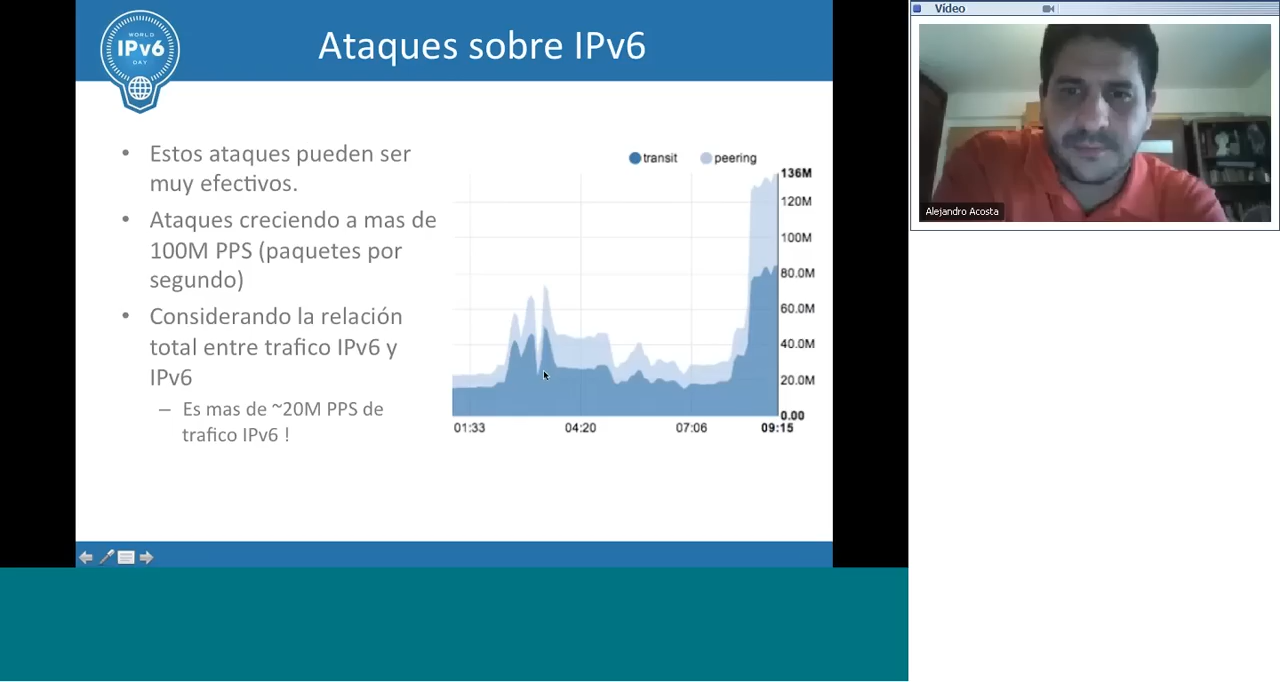 WORLD
IPv6
DAY
Ataques sobre IPv6
• Estos ataques pueden ser
muy efectivos.
• Ataques creciendo a mas de
100M PPS (paquetes por
segundo)
• Considerando la relación
total entre trafico IPv6 y
IPv6
– Es mas de ~20M PPS de
trafico IPv6 !
transit peering
136M
120M
100M
80.0M
60.0M
40.0M
20.0M
0.00
01:33 04:20 07:06 09:15
Vídeo
Alejandro Acosta